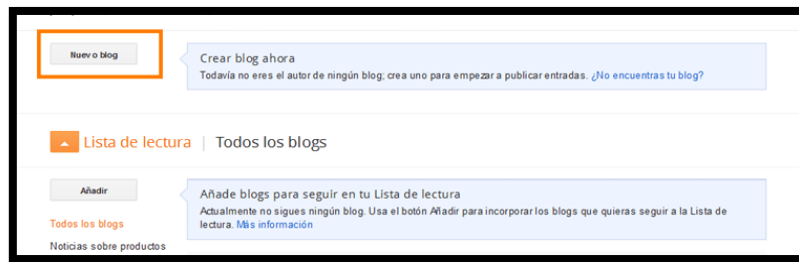 Nuevo blog
Crear blog ahora
Todavía no eres el autor de ningún blog; crea uno para empezar a publicar entradas. ¿No encuentras tu blog?
Lista de lectura | Todos los blogs
Añadir
Añade blogs para seguir en tu Lista de lectura
Actualmente no sigues ningún blog. Usa el botón Añadir para incorporar los blogs que quieras seguir a la Lista de
lectura. Más información
Todos los blogs
Noticias sobre productos